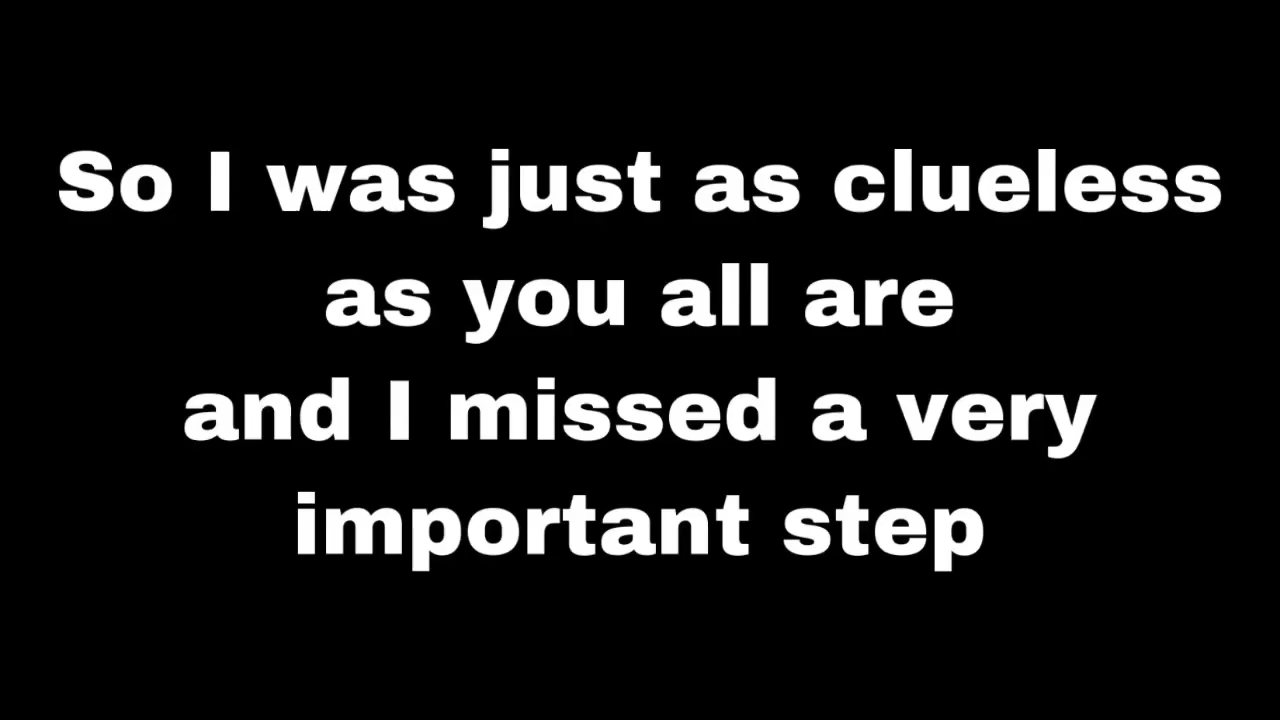 So I was just as clueless
as you all are
and I missed a very
important step